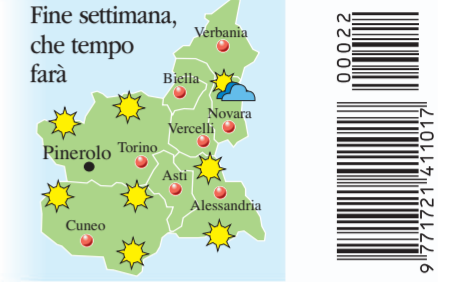 Fine settimana,
che tempo
farà
Verbania
Biella
Novara
Vercelli
Torino
Pinerolo
Asti
Alessandria
Cuneo
00022
9 771721 411017